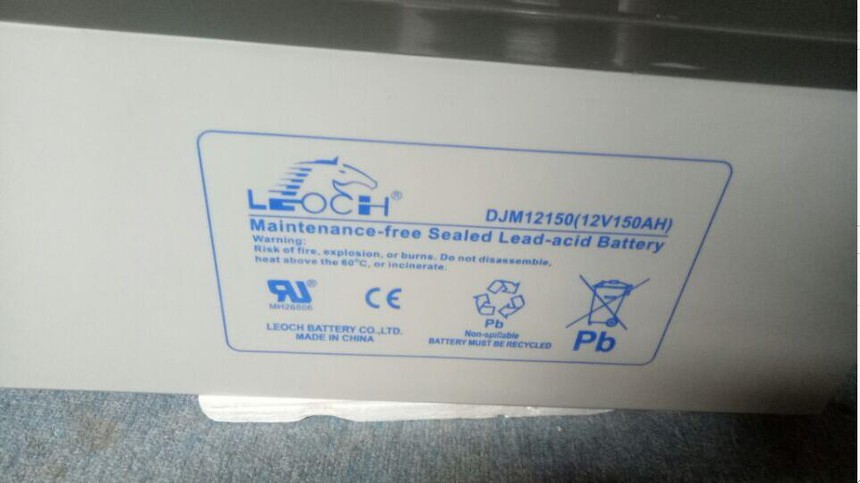 LEOCH®
DJM12150(12V150AH)
Maintenance-free Sealed Lead-acid Battery
Warning:
Risk of fire, explosion, or burns. Do not disassemble,
heat above the 60°C, or incinerate.
®
MH26866
CE
Pb
Non-spillable
BATTERY MUST BE RECYCLED
Pb
LEOCH BATTERY CO.,LTD.
MADE IN CHINA